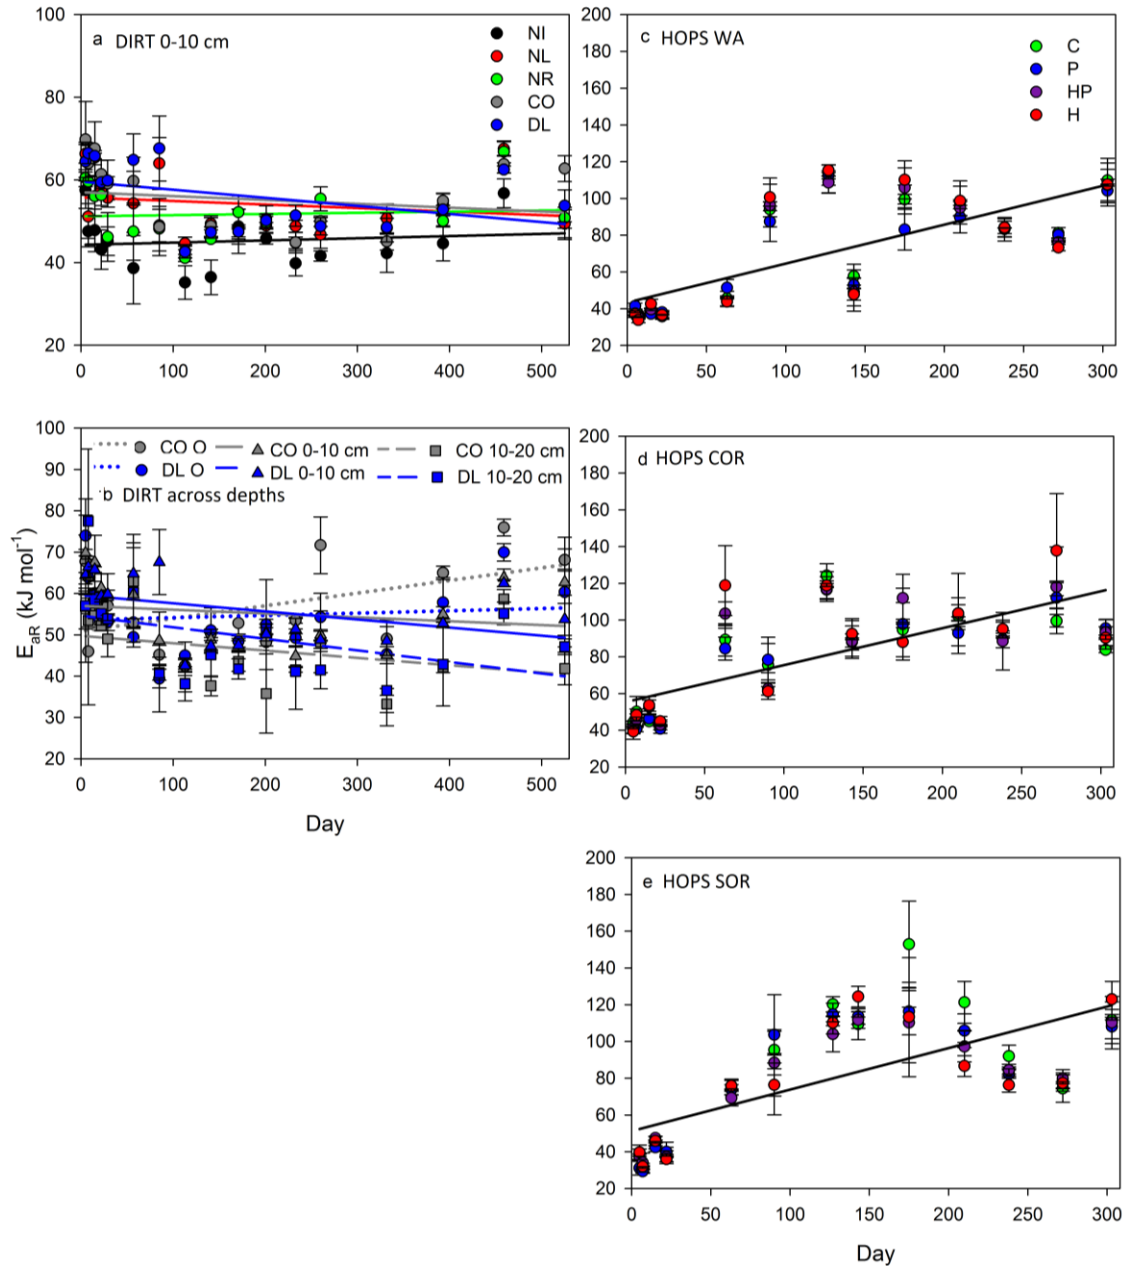 a DIRT 0-10 cm
NI
NL
NR
CO
DL
100
80
60
40
20
0 100 200 300 400 500
c HOPS WA
C
P
HP
H
200
180
160
140
120
100
80
60
40
20
0 50 100 150 200 250 300
CO O CO 0-10 cm CO 10-20 cm
DL O DL 0-10 cm DL 10-20 cm
b DIRT across depths
100
90
80
70
60
50
40
30
20
0 100 200 300 400 500
EaR (kJ mol-1)
Day
d HOPS COR
200
180
160
140
120
100
80
60
40
20
0 50 100 150 200 250 300
e HOPS SOR
200
180
160
140
120
100
80
60
40
20
0 50 100 150 200 250 300
Day